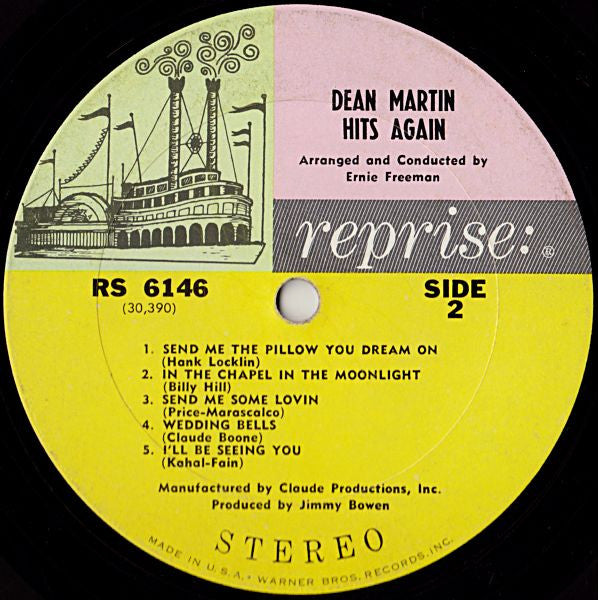 DEAN MARTIN
HITS AGAIN
Arranged and Conducted by
Ernie Freeman
reprise:®
RS 6146
(30,390)
SIDE
2
1. SEND ME THE PILLOW YOU DREAM ON
(Hank Locklin)
2. IN THE CHAPEL IN THE MOONLIGHT
(Billy Hill)
3. SEND ME SOME LOVIN
(Price-Marascalco)
4. WEDDING BELLS
(Claude Boone)
5. I'LL BE SEEING YOU
(Kahal-Fain)
Manufactured by Claude Productions, Inc.
Produced by Jimmy Bowen
STEREO
MADE IN U.S.A. • WARNER BROS. RECORDS, INC.